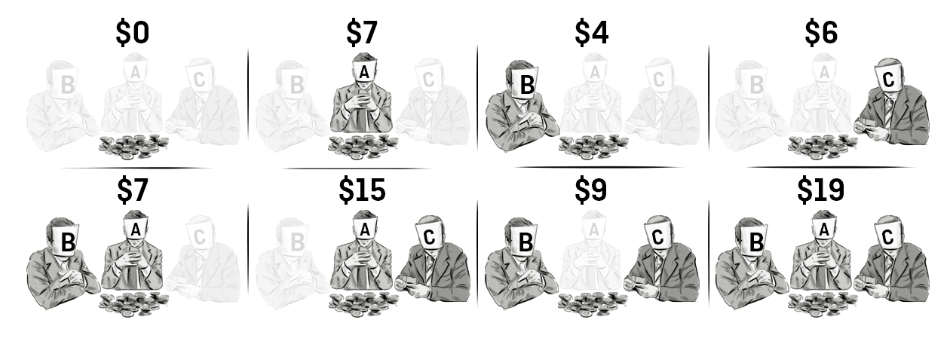 $0
B A C
$7
B A C
$4
B A C
$6
B A C
$7
B A C
$15
B A C
$9
B A C
$19
B A C